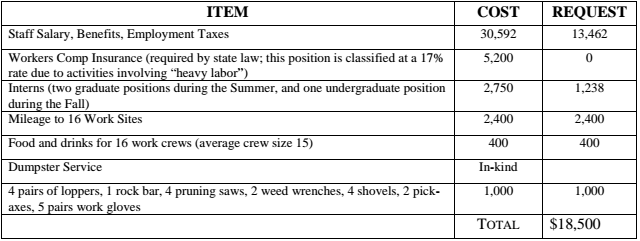 ITEM COST REQUEST
Staff Salary, Benefits, Employment Taxes 30,592 13,462
Workers Comp Insurance (required by state law; this position is classified at a 17% 5,200 0
rate due to activities involving “heavy labor”)
Interns (two graduate positions during the Summer, and one undergraduate position 2,750 1,238
during the Fall)
Mileage to 16 Work Sites 2,400 2,400
Food and drinks for 16 work crews (average crew size 15) 400 400
Dumpster Service In-kind
4 pairs of loppers, 1 rock bar, 4 pruning saws, 2 weed wrenches, 4 shovels, 2 pick- 1,000 1,000
axes, 5 pairs work gloves
TOTAL $18,500